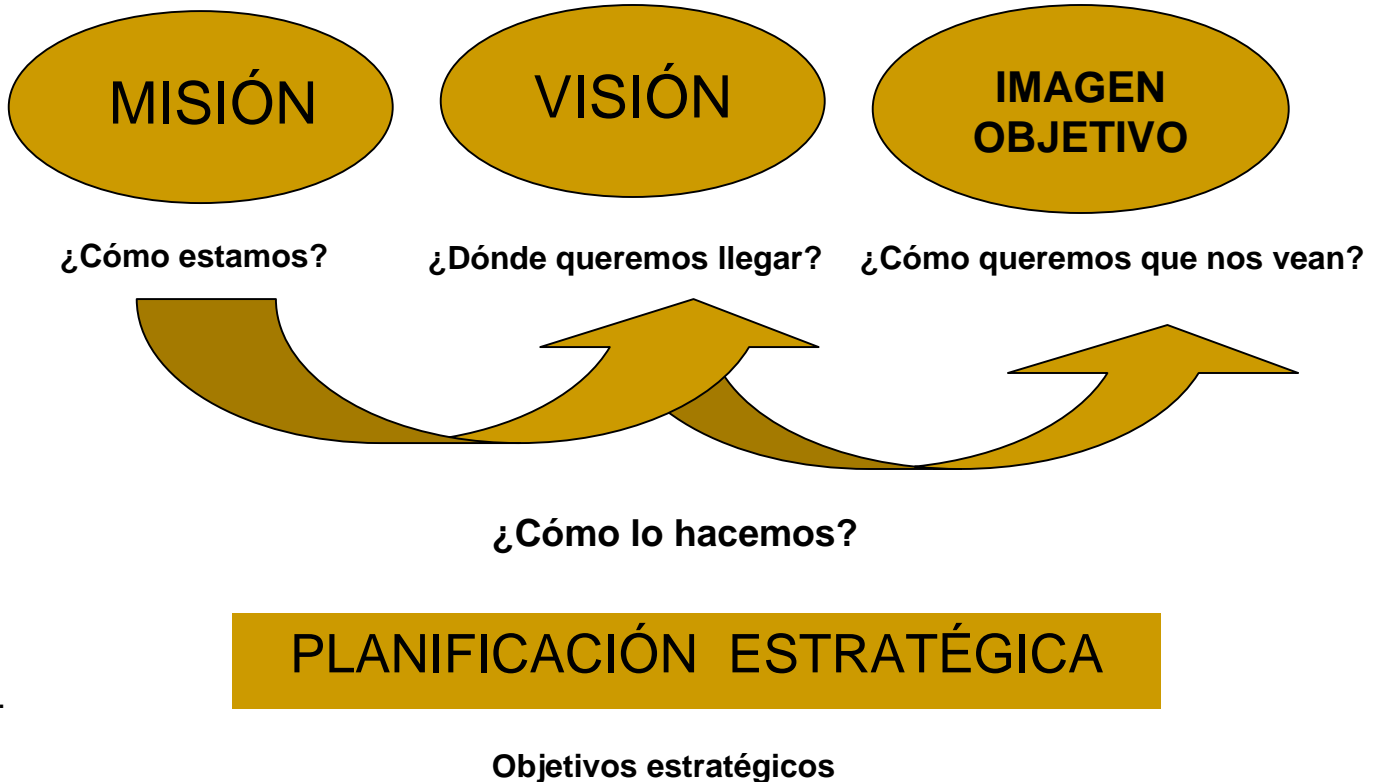 MISIÓN
VISIÓN
IMAGEN
OBJETIVO
¿Cómo estamos?
¿Dónde queremos llegar?
¿Cómo queremos que nos vean?
¿Cómo lo hacemos?
PLANIFICACIÓN ESTRATÉGICA
Objetivos estratégicos